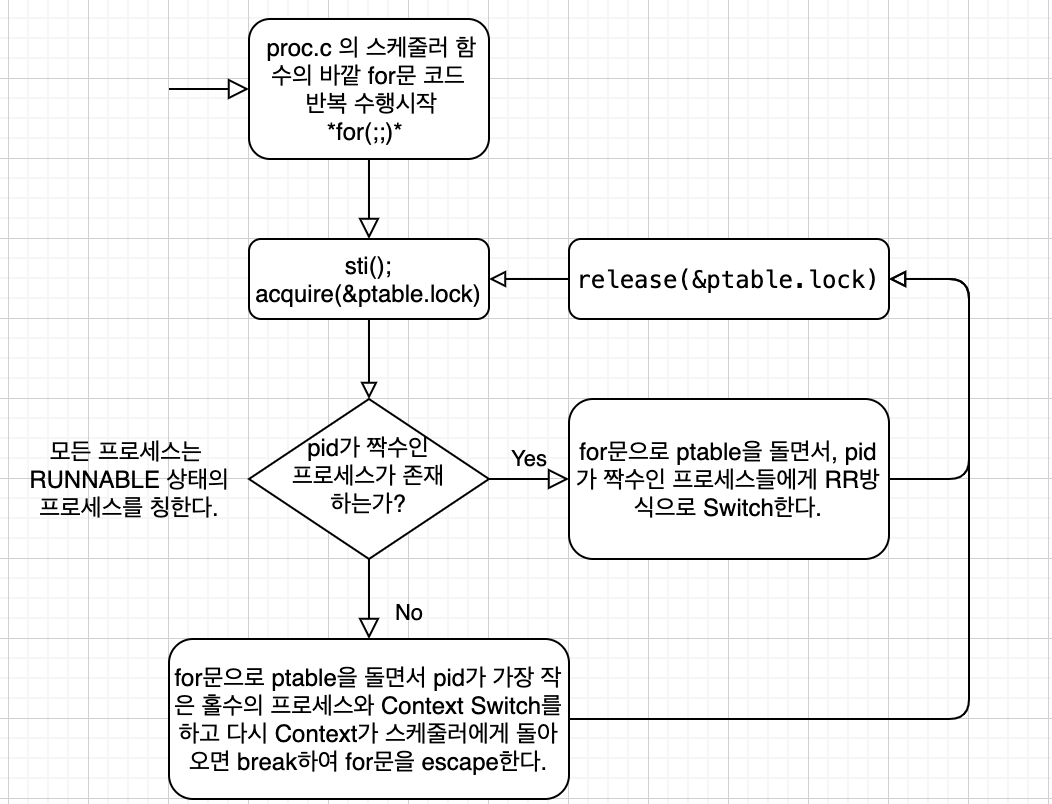 proc.c 의 스케줄러 함
수의 바깥 for문 코드
반복 수행시작
*for(;;)*
sti();
acquire(&ptable.lock)
release(&ptable.lock)
모든 프로세스는
RUNNABLE 상태의
프로세스를 칭한다.
pid가 짝수인
프로세스가 존재
하는가?
Yes
for문으로 ptable을 돌면서, pid
가 짝수인 프로세스들에게 RR방
식으로 Switch한다.
No
for문으로 ptable을 돌면서 pid가 가장 작
은 홀수의 프로세스와 Context Switch를
하고 다시 Context가 스케줄러에게 돌아
오면 break하여 for문을 escape한다.